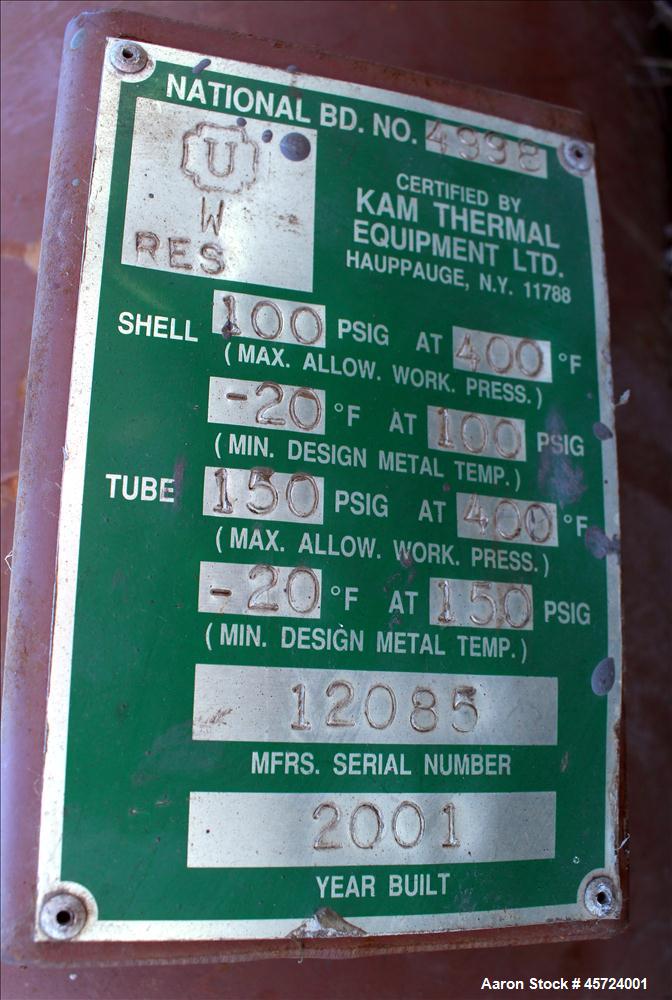 NATIONAL BD. NO. 4998
U
W
RES
CERTIFIED BY
KAM THERMAL
EQUIPMENT LTD.
HAUPPAUGE, N.Y. 11788
SHELL 100 PSIG AT 400 °F
(MAX. ALLOW. WORK. PRESS.)
-20 °F AT 100 PSIG
(MIN. DESIGN METAL TEMP.)
TUBE 150 PSIG AT 400 °F
(MAX. ALLOW. WORK. PRESS.)
-20 °F AT 150 PSIG
(MIN. DESIGN METAL TEMP.)
12085
MFRS. SERIAL NUMBER
2001
YEAR BUILT
Aaron Stock # 45724001